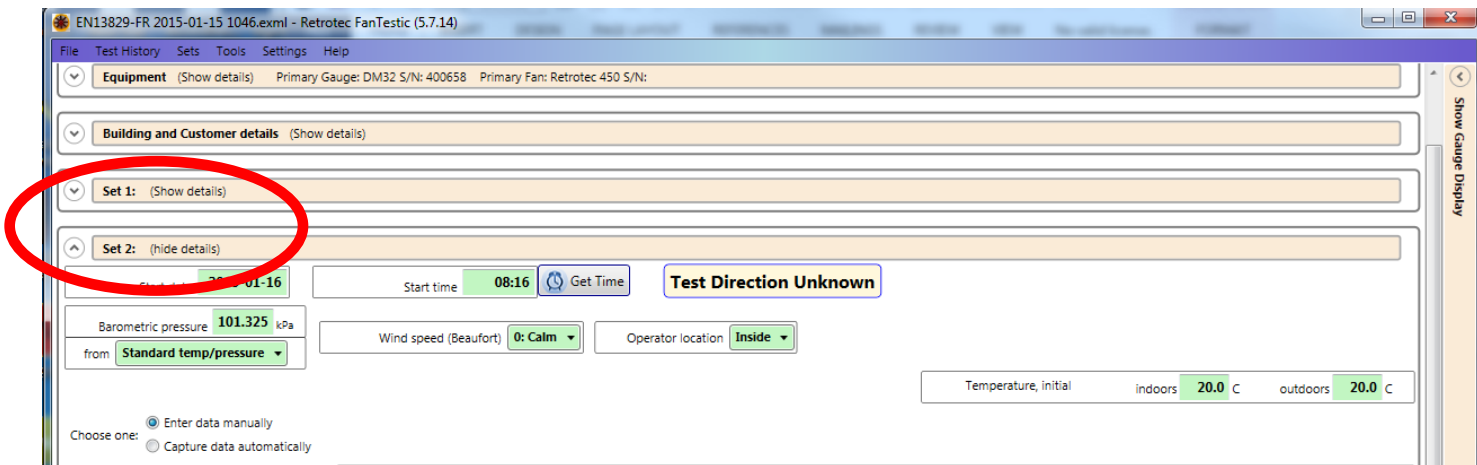 EN13829-FR 2015-01-15 1046.exml - Retrotec FanTestic (5.7.14)
File Test History Sets Tools Settings Help
Equipment (Show details) Primary Gauge: DM32 S/N: 400658 Primary Fan: Retrotec 450 S/N:
Show Gauge Display
Building and Customer details (Show details)
Set 1: (Show details)
Set 2: (hide details)
01-16
Start time 08:16 Get Time Test Direction Unknown
Barometric pressure 101.325 kPa
Wind speed (Beaufort) 0: Calm Operator location Inside
from Standard temp/pressure
Temperature, initial indoors 20.0 C outdoors 20.0 C
Enter data manually
Choose one:
Capture data automatically